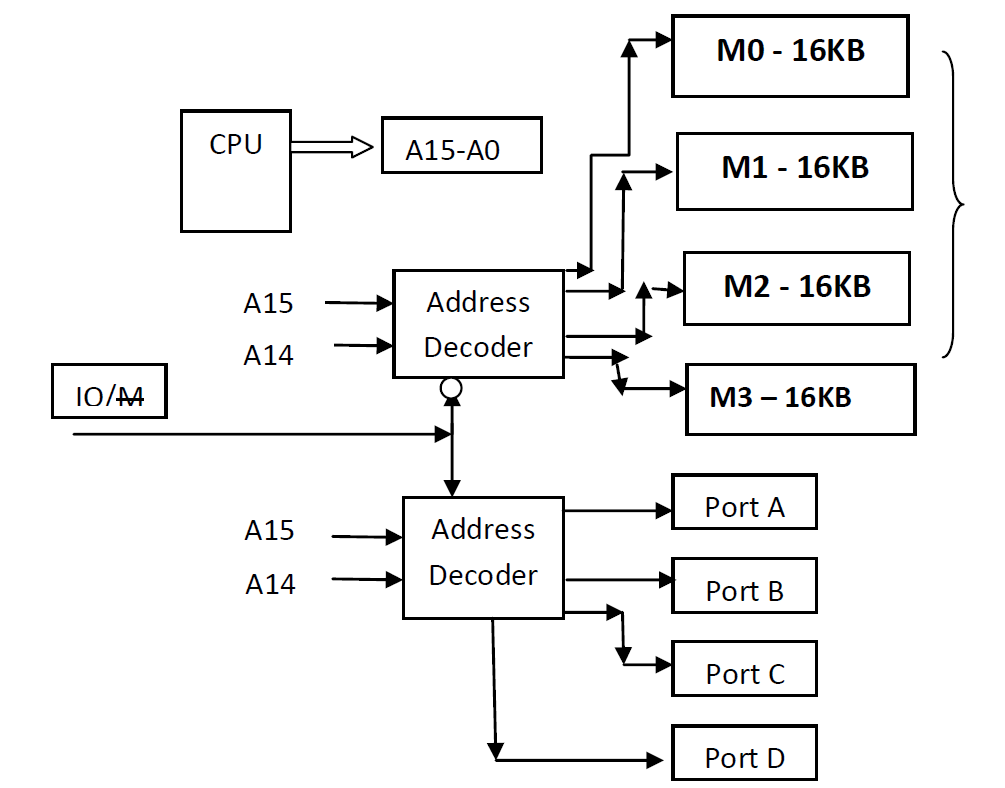 M0 - 16KB
CPU
A15-A0
M1 - 16KB
A15
Address
Decoder
M2 - 16KB
A14
IO/M
M3 – 16KB
A15
Address
Decoder
A14
Port A
Port B
Port C
Port D